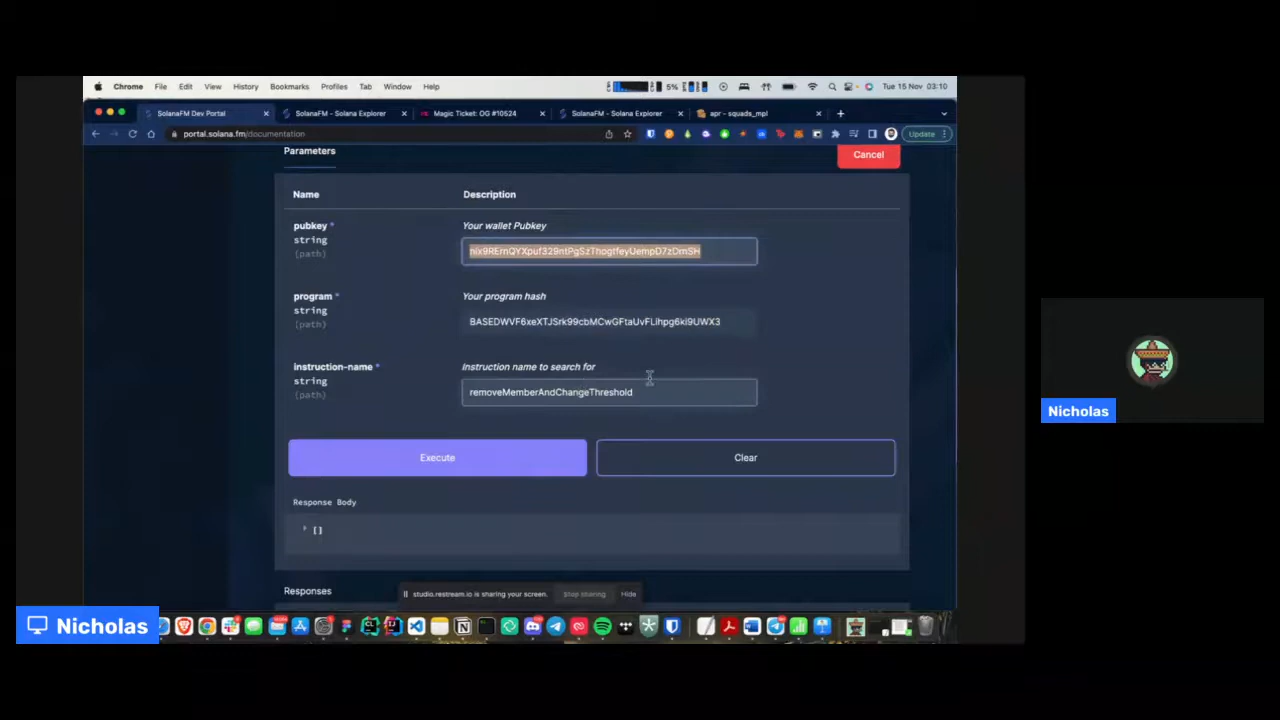 Chrome File Edit View History Bookmarks Profiles Tab Window Help 5% Tue 15 Nov 03:10
SolanaFM Dev Portal SolanaFM - Solana Explorer Magic Ticket: OG #10524 SolanaFM - Solana Explorer apr - squads_mpl
portal.solana.fm/documentation Update
Parameters Cancel
Name Description
pubkey * Your wallet Pubkey
string
(path)
program * Your program hash
string BASEDWVF6xeXTJSrk99cbMCwGFtaUvFLihpg6ki9UWX3
(path)
instruction-name * Instruction name to search for
string removeMemberAndChangeThreshold
(path)
Execute Clear
Response Body
[]
Responses
studio.restream.io is sharing your screen. Stop sharing Hide
Nicholas
Nicholas